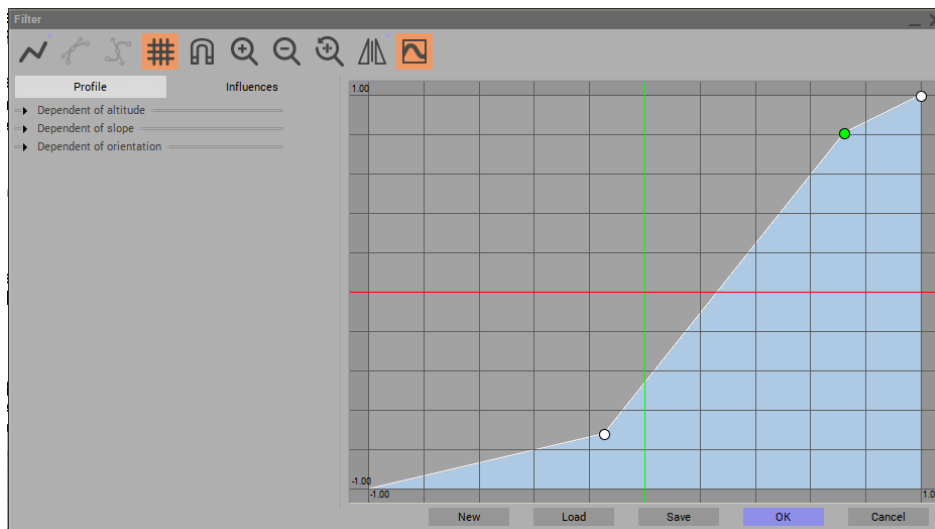 Filter
Profile Influences
Dependent of altitude
Dependent of slope
Dependent of orientation
1.00
-1.00
-1.00 1.0
New Load Save OK Cancel